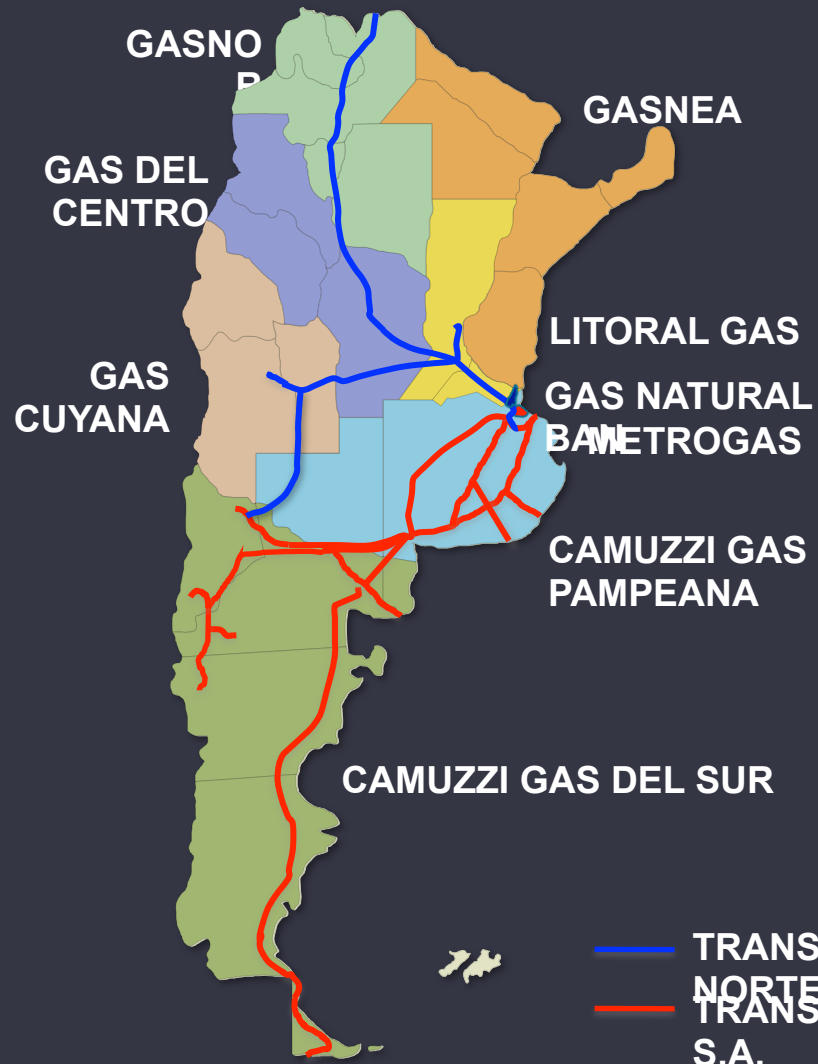 GASNO
R
GASNEA
GAS DEL
CENTRO
LITORAL GAS
GAS
CUYANA
GAS NATURAL
BAN
METROGAS
CAMUZZI GAS
PAMPEANA
CAMUZZI GAS DEL SUR
TRANS
NORTE
TRANS
S.A.